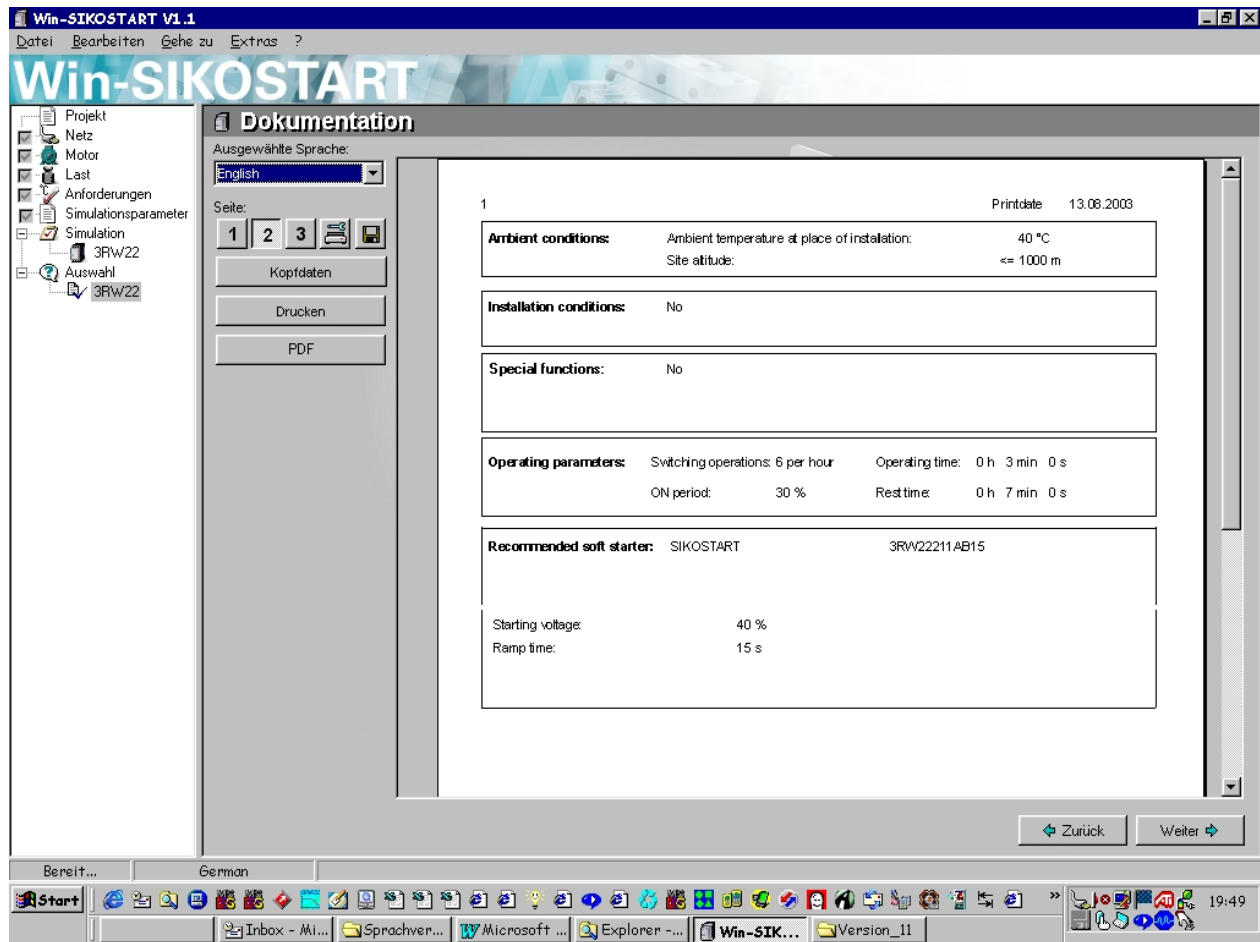 Win-SIKOSTART V1.1
Datei Bearbeiten Gehe zu Extras ?
Win-SIKOSTART
Projekt
Netz
Motor
Last
Anforderungen
Simulationsparameter
Simulation
3RW22
Auswahl
3RW22
Dokumentation
Ausgewählte Sprache:
English
Seite:
1 2 3
Kopfdaten
Drucken
PDF
1 Printdate 13.08.2003
Ambient conditions: Ambient temperature at place of installation: 40 °C
Site altitude: <= 1000 m
Installation conditions: No
Special functions: No
Operating parameters: Switching operations: 6 per hour Operating time: 0 h 3 min 0 s
ON period: 30 % Rest time: 0 h 7 min 0 s
Recommended soft starter: SIKOSTART 3RW22211AB15
Starting voltage: 40 %
Ramp time: 15 s
Zurück Weiter
Bereit... German
Start » 19:49
Inbox - Mi... Sprachver... Microsoft ... Explorer -... Win-SIK... Version_11